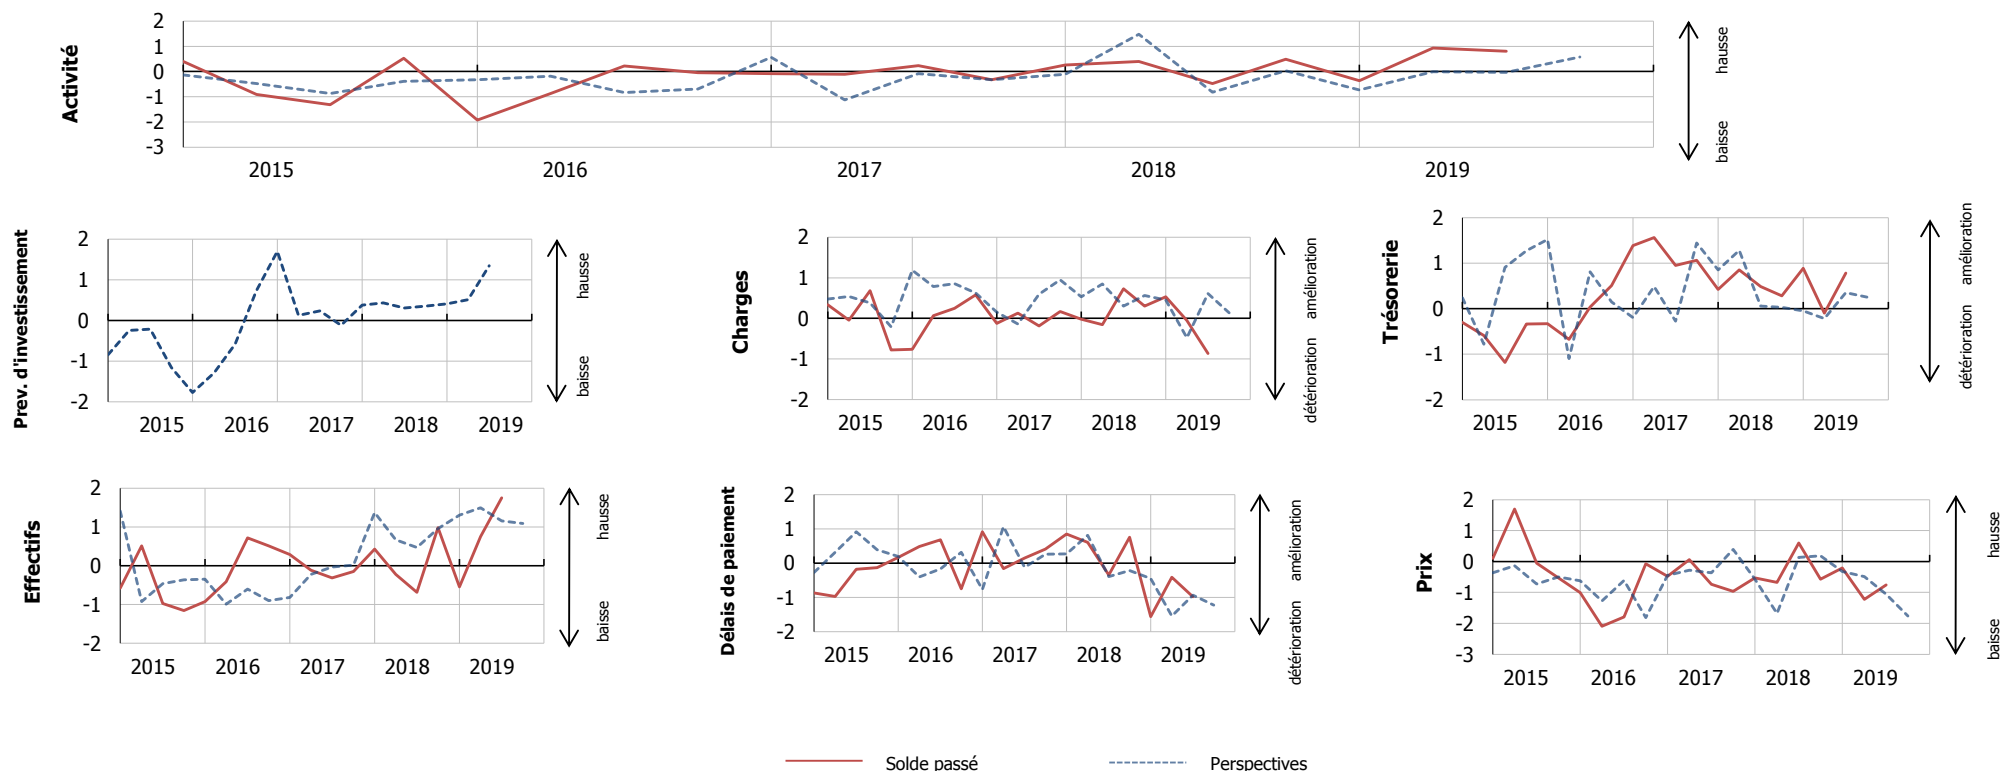 Activité
2
1
0
-1
-2
-3
2015 2016 2017 2018 2019
hausse
baisse
Prev. d'investissement
2
1
0
-1
-2
2015 2016 2017 2018 2019
hausse
baisse
Charges
2
1
0
-1
-2
2015 2016 2017 2018 2019
amélioration
détérioration
Trésorerie
2
1
0
-1
-2
2015 2016 2017 2018 2019
amélioration
détérioration
Effectifs
2
1
0
-1
-2
2015 2016 2017 2018 2019
hausse
baisse
Délais de paiement
2
1
0
-1
-2
2015 2016 2017 2018 2019
amélioration
détérioration
Prix
2
1
0
-1
-2
-3
2015 2016 2017 2018 2019
hausse
baisse
Solde passé Perspectives